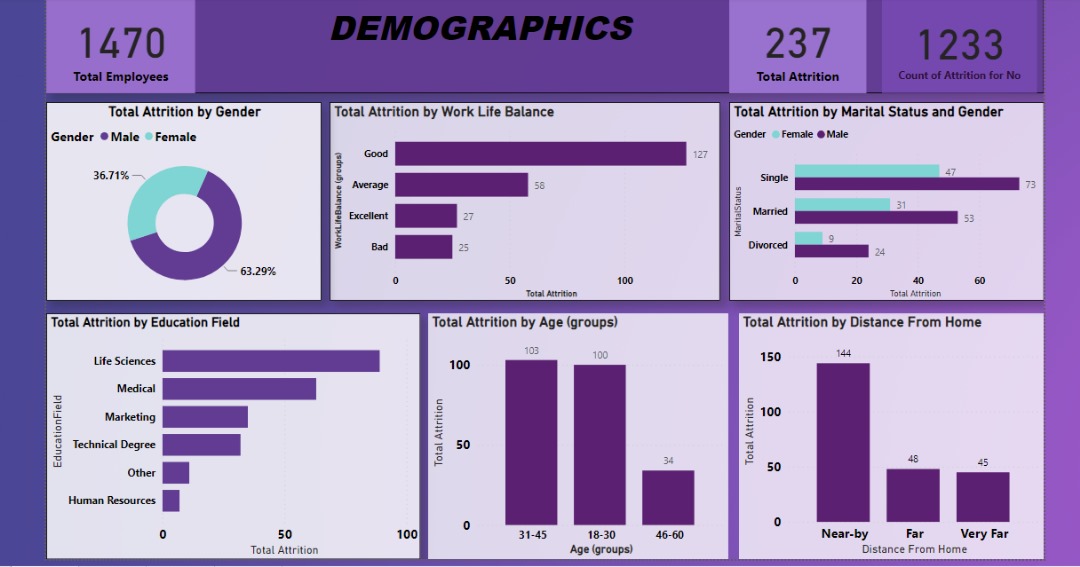 DEMOGRAPHICS
1470
Total Employees
237
Total Attrition
1233
Count of Attrition for No
Total Attrition by Gender
Gender Male Female
36.71%
63.29%
Total Attrition by Work Life Balance
WorkLifeBalance (groups)
Good 127
Average 58
Excellent 27
Bad 25
0 50 100
Total Attrition
Total Attrition by Marital Status and Gender
Gender Female Male
MaritalStatus
Single 47 73
Married 31 53
Divorced 9 24
0 20 40 60
Total Attrition
Total Attrition by Education Field
EducationField
Life Sciences
Medical
Marketing
Technical Degree
Other
Human Resources
0 50 100
Total Attrition
Total Attrition by Age (groups)
Total Attrition
100
50
0
103 100 34
31-45 18-30 46-60
Age (groups)
Total Attrition by Distance From Home
Total Attrition
150
100
50
0
144 48 45
Near-by Far Very Far
Distance From Home